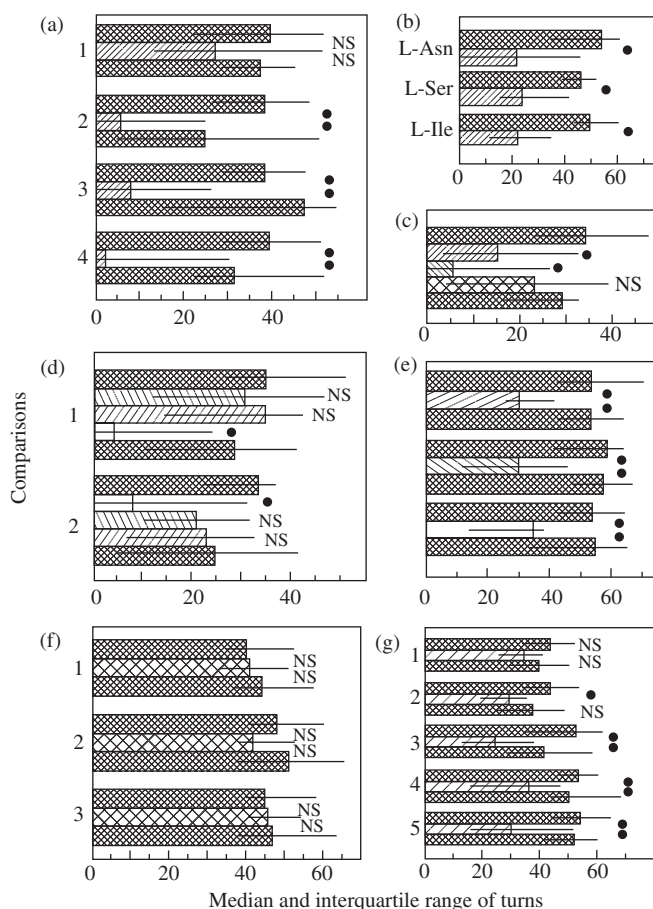 (a)
1
NS
NS
2
3
4
0 20 40
(b)
L-Asn
L-Ser
L-Ile
0 20 40 60
(c)
NS
0 20 40
(d)
1
NS
NS
2
NS
NS
0 20 40
(e)
0 20 40 60
Comparisons
(f)
1
NS
NS
2
NS
NS
3
NS
NS
0 20 40 60
(g)
1
NS
NS
2
NS
3
4
5
0 20 40 60
Median and interquartile range of turns